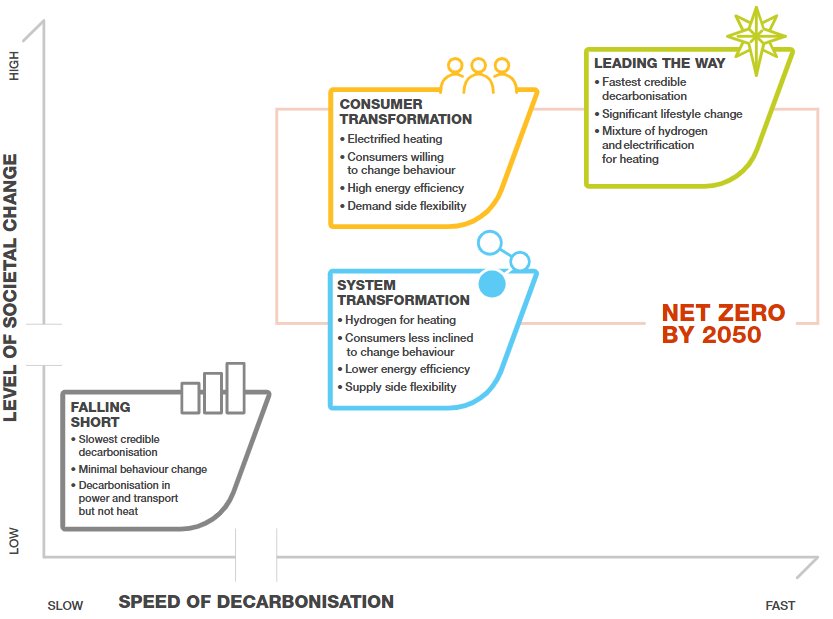 HIGH
LEVEL OF SOCIETAL CHANGE
LOW
LEADING THE WAY
• Fastest credible
decarbonisation
• Significant lifestyle change
• Mixture of hydrogen
and electrification
for heating
CONSUMER
TRANSFORMATION
• Electrified heating
• Consumers willing
to change behaviour
• High energy efficiency
• Demand side flexibility
SYSTEM
TRANSFORMATION
• Hydrogen for heating
• Consumers less inclined
to change behaviour
• Lower energy efficiency
• Supply side flexibility
NET ZERO
BY 2050
FALLING
SHORT
• Slowest credible
decarbonisation
• Minimal behaviour change
• Decarbonisation in
power and transport
but not heat
SLOW
SPEED OF DECARBONISATION
FAST